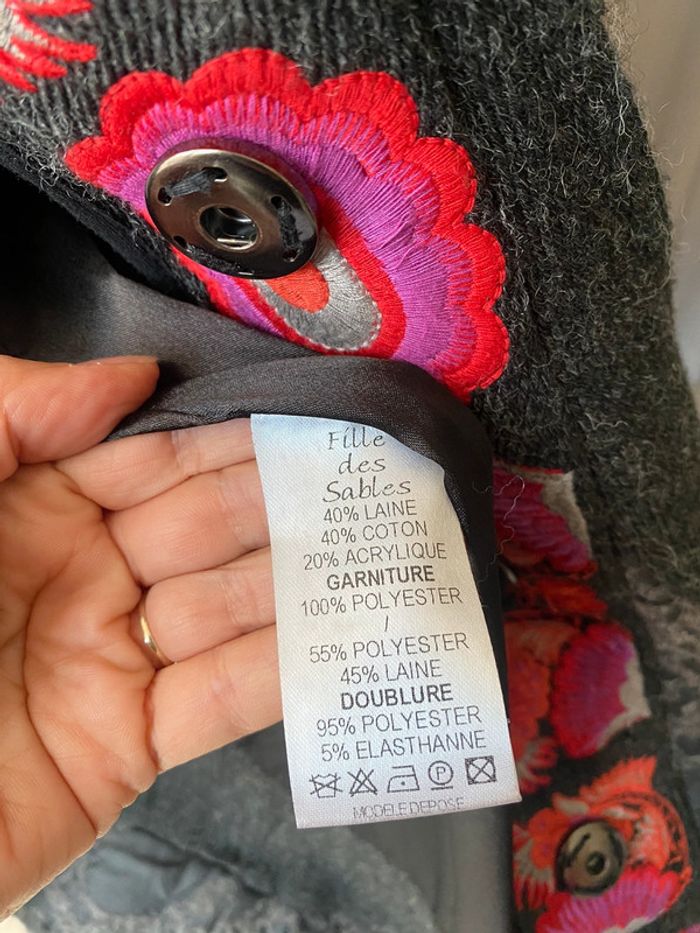 Fille
des
Sables
40% LAINE
40% COTON
20% ACRYLIQUE
GARNITURE
100% POLYESTER
/
55% POLYESTER
45% LAINE
DOUBLURE
95% POLYESTER
5% ELASTHANNE
P
MODELE DEPOSE